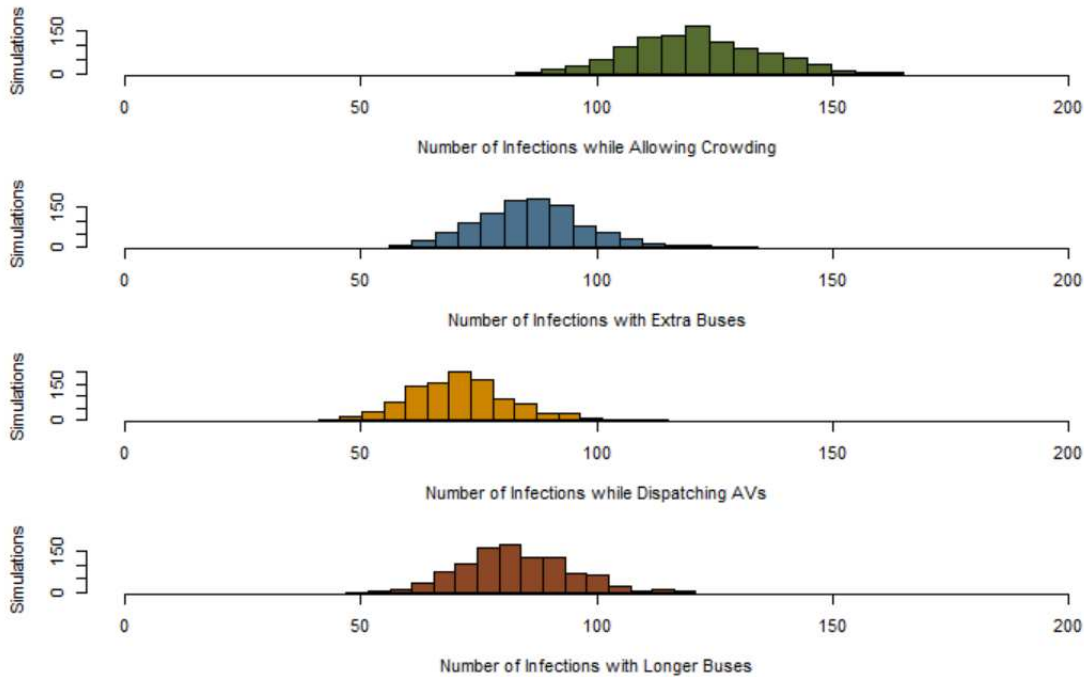 Simulations
150
0
0 50 100 150 200
Number of Infections while Allowing Crowding
Simulations
150
0
0 50 100 150 200
Number of Infections with Extra Buses
Simulations
150
0
0 50 100 150 200
Number of Infections while Dispatching AVs
Simulations
150
0
0 50 100 150 200
Number of Infections with Longer Buses